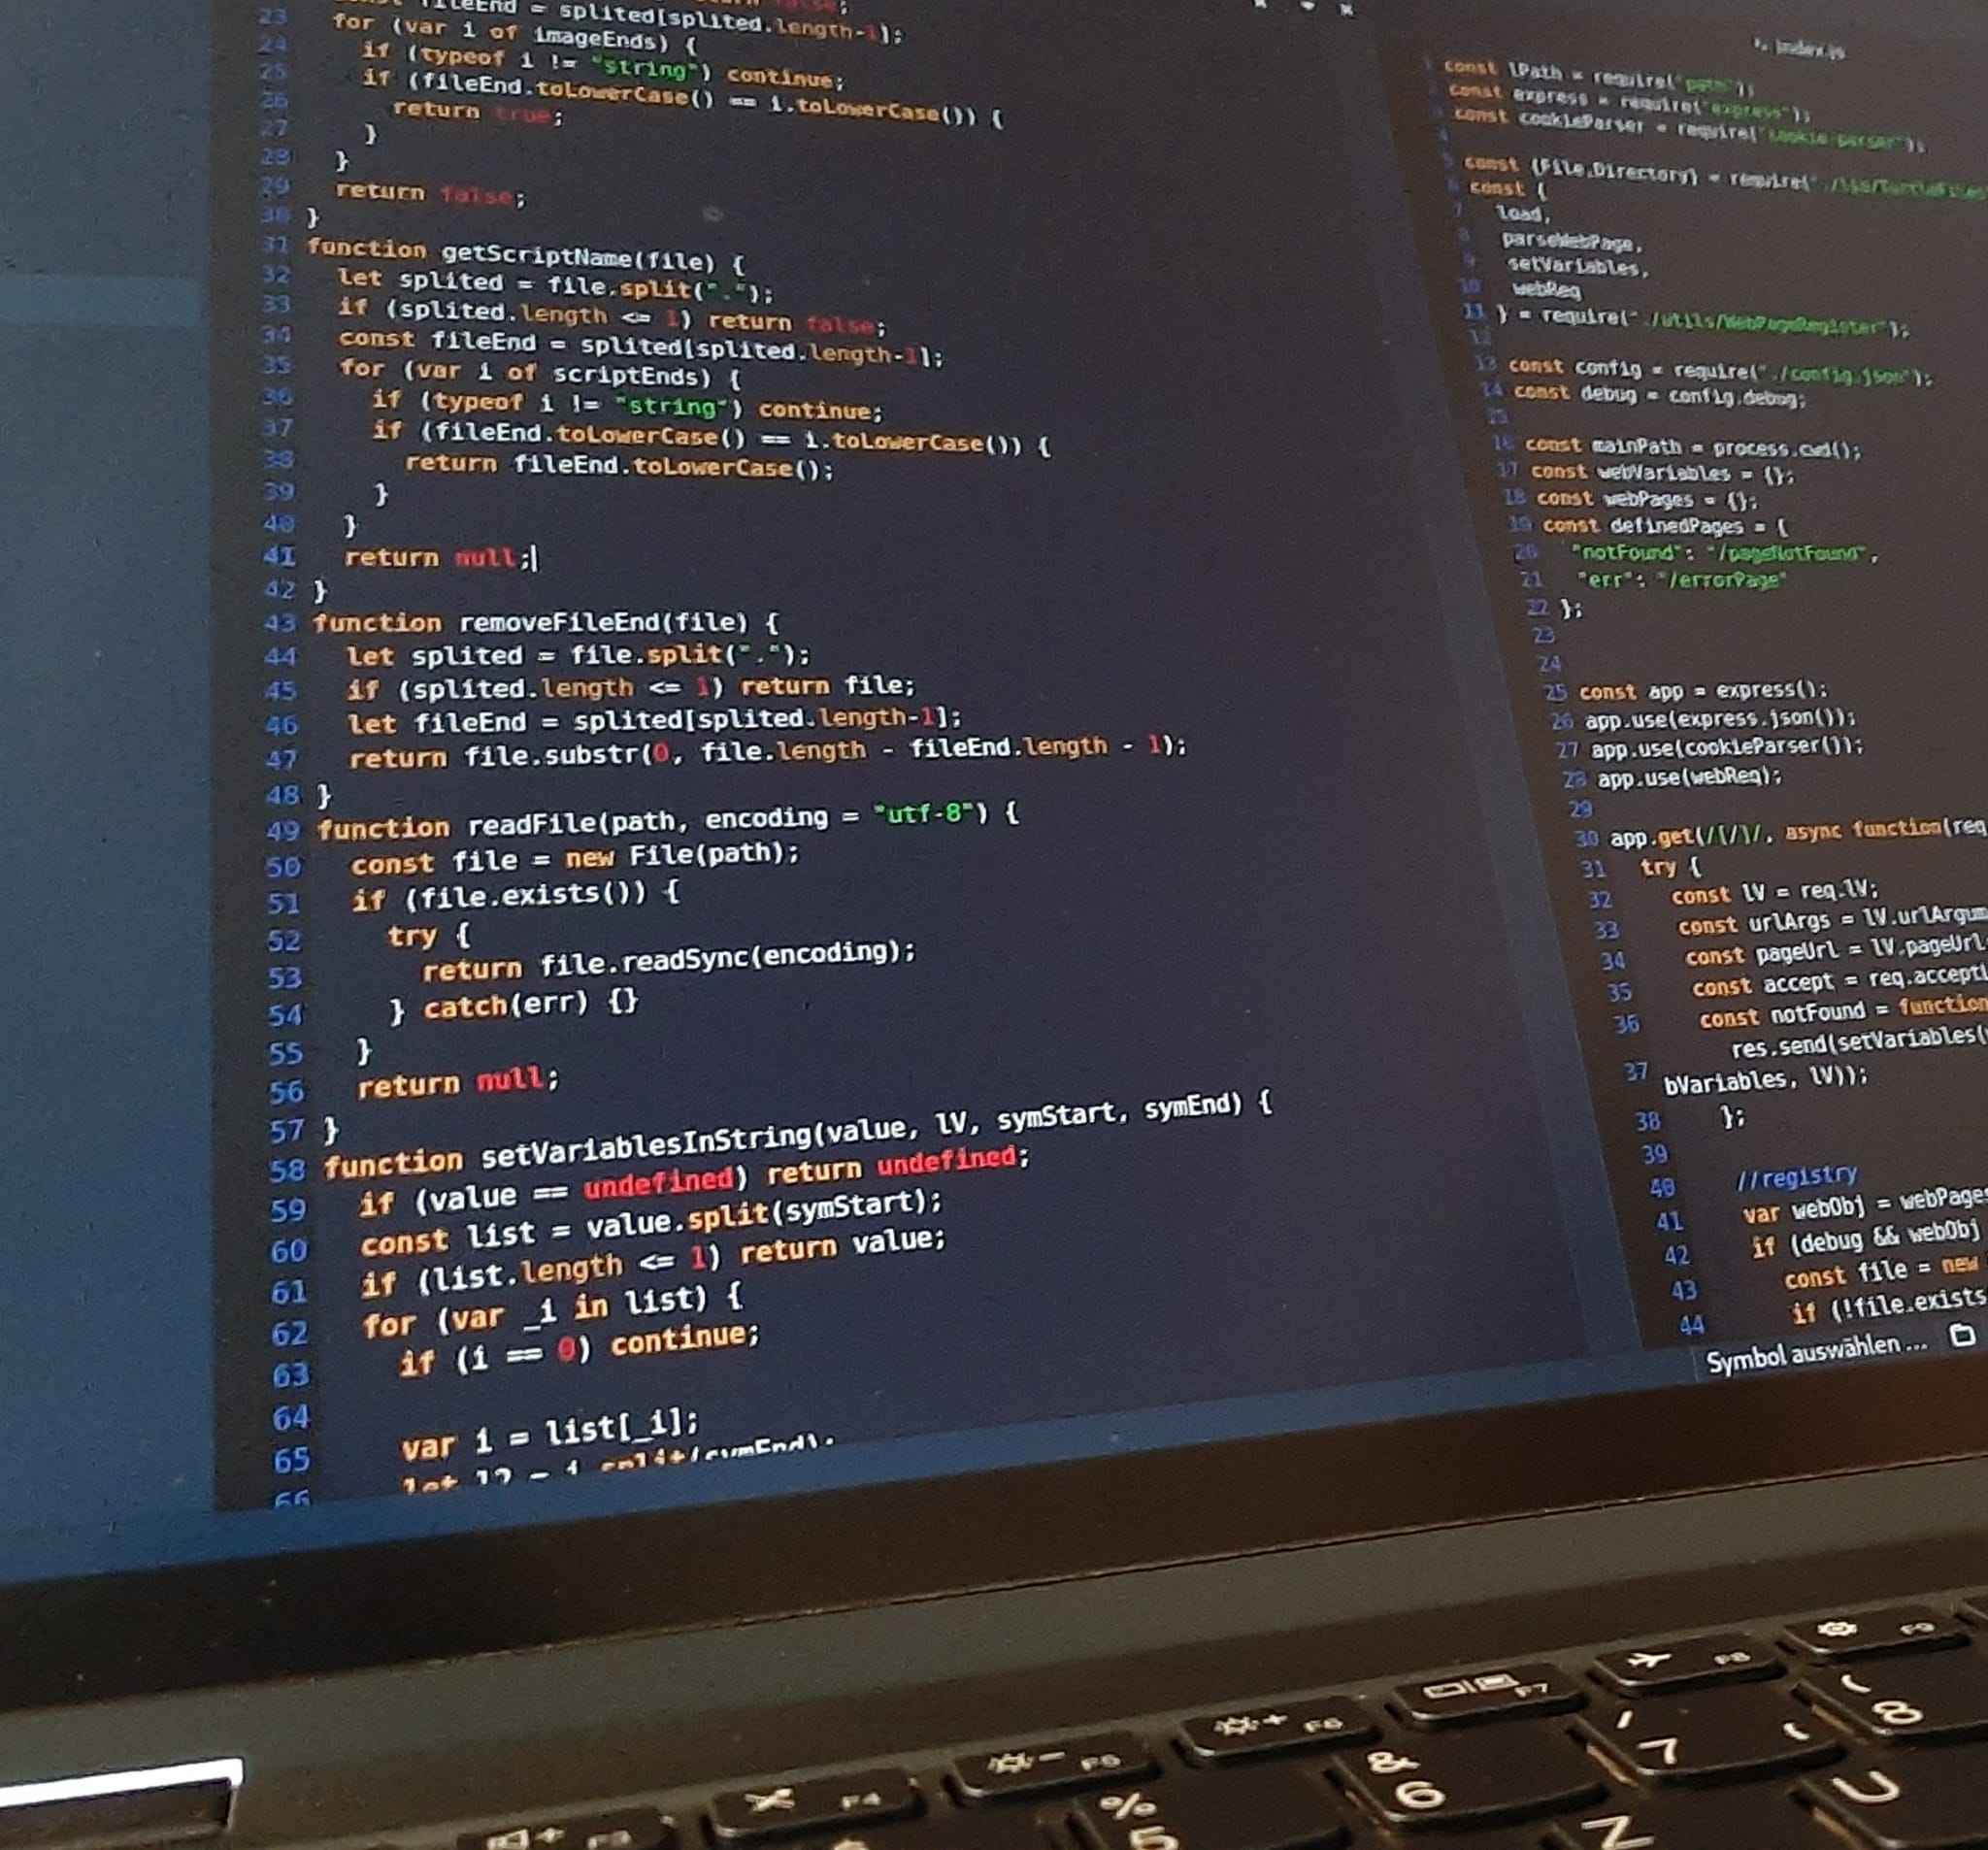 fileEnd = splited[splited.length-1];
23 for (var i of imageEnds) {
24 if (typeof i != "string") continue;
25 if (fileEnd.toLowerCase() == i.toLowerCase()) {
26 return true;
27 }
28 }
29 return false;
30 }
31 function getScriptName(file) {
32 let splited = file.split(".");
33 if (splited.length <= 1) return false;
34 const fileEnd = splited[splited.length-1];
35 for (var i of scriptEnds) {
36 if (typeof i != "string") continue;
37 if (fileEnd.toLowerCase() == i.toLowerCase()) {
38 return fileEnd.toLowerCase();
39 }
40 }
41 return null;
42 }
43 function removeFileEnd(file) {
44 let splited = file.split(".");
45 if (splited.length <= 1) return file;
46 let fileEnd = splited[splited.length-1];
47 return file.substr(0, file.length - fileEnd.length - 1);
48 }
49 function readFile(path, encoding = "utf-8") {
50 const file = new File(path);
51 if (file.exists()) {
52 try {
53 return file.readSync(encoding);
54 } catch(err) {}
55 }
56 return null;
57 }
58 function setVariablesInString(value, lV, symStart, symEnd) {
59 if (value == undefined) return undefined;
60 const list = value.split(symStart);
61 if (list.length <= 1) return value;
62 for (var _i in list) {
63 if (i == 0) continue;
64
65 var i = list[_i];
66 let l2 = i.split(symEnd);
index.js
1 const lPath = require("path");
2 const express = require("express");
3 const cookieParser = require("cookie-parser");
4
5 const {File,Directory} = require(
6 const {
7 load,
8 parseWebPage,
9 setVariables,
10 webReq
11 } = require("./utils/WebPageRegister");
12
13 const config = require("./config.json");
14 const debug = config.debug;
15
16 const mainPath = process.cwd();
17 const webVariables = {};
18 const webPages = {};
19 const definedPages = {
20 "notFound": "/pageNotFound",
21 "err": "/errorPage"
22 };
23
24
25 const app = express();
26 app.use(express.json());
27 app.use(cookieParser());
28 app.use(webReq);
29
30 app.get(/[/]/, async function(req
31 try {
32 const lV = req.lV;
33 const urlArgs = lV.urlArgum
34 const pageUrl = lV.pageUrl
35 const accept = req.accept
36 const notFound = function
37 res.send(setVariables(
bVariables, lV));
38 };
39
40 //registry
41 var webObj = webPages
42 if (debug && webObj
43 const file = new
44 if (!file.exists
Symbol auswählen ...
F3
F4
F5
F6
F7
F8
F9
% 5
& 6
/ 7 {
( 8
Z
U